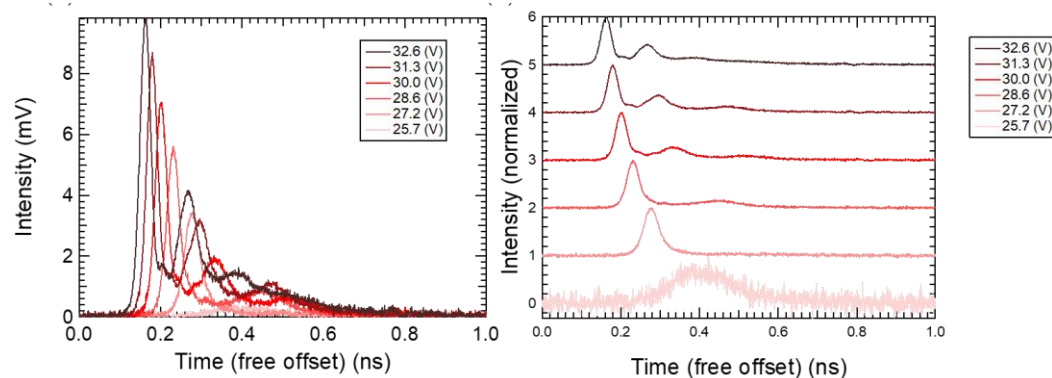 Intensity (mV)
8
6
4
2
0
32.6 (V)
31.3 (V)
30.0 (V)
28.6 (V)
27.2 (V)
25.7 (V)
0.0 0.2 0.4 0.6 0.8 1.0
Time (free offset) (ns)
Intensity (normalized)
6
5
4
3
2
1
0
0.0 0.2 0.4 0.6 0.8 1.0
Time (free offset) (ns)
32.6 (V)
31.3 (V)
30.0 (V)
28.6 (V)
27.2 (V)
25.7 (V)